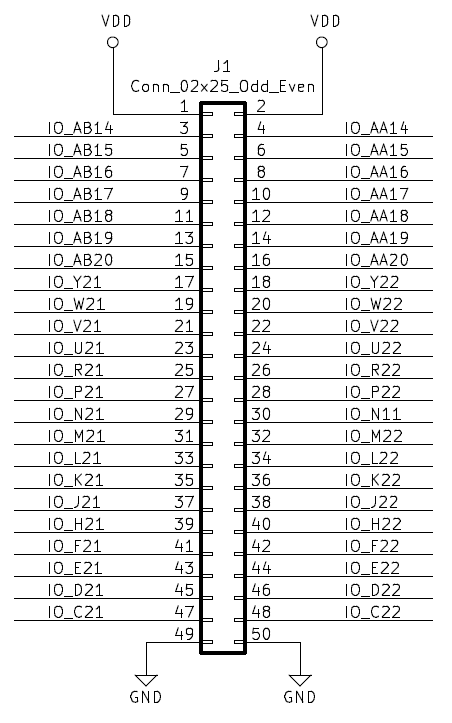 VDD VDD
J1
Conn_02x25_Odd_Even
1 2
IO_AB14 3 4 IO_AA14
IO_AB15 5 6 IO_AA15
IO_AB16 7 8 IO_AA16
IO_AB17 9 10 IO_AA17
IO_AB18 11 12 IO_AA18
IO_AB19 13 14 IO_AA19
IO_AB20 15 16 IO_AA20
IO_Y21 17 18 IO_Y22
IO_W21 19 20 IO_W22
IO_V21 21 22 IO_V22
IO_U21 23 24 IO_U22
IO_R21 25 26 IO_R22
IO_P21 27 28 IO_P22
IO_N21 29 30 IO_N11
IO_M21 31 32 IO_M22
IO_L21 33 34 IO_L22
IO_K21 35 36 IO_K22
IO_J21 37 38 IO_J22
IO_H21 39 40 IO_H22
IO_F21 41 42 IO_F22
IO_E21 43 44 IO_E22
IO_D21 45 46 IO_D22
IO_C21 47 48 IO_C22
49 50
GND GND